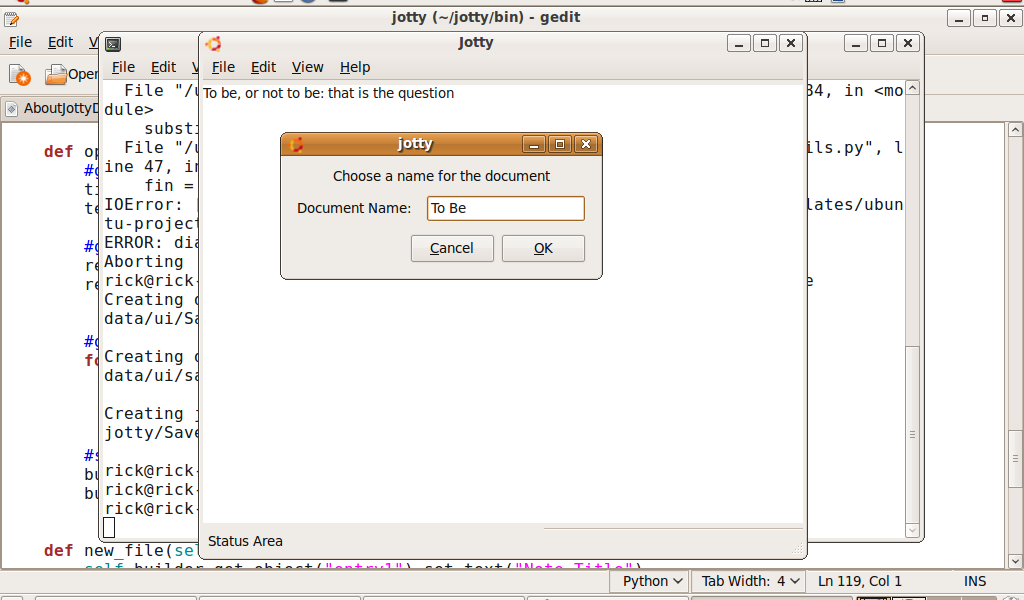 jotty (~/jotty/bin) - gedit
File Edit V
Open
AboutJottyD
def op
#g
ti
te
#g
re
re
#g
fo
#s
bu
bu
def new_file(se
self.builder.get_object("entry1").set_text("Note Title")
Python Tab Width: 4 Ln 119, Col 1 INS
File Edit V
File "/u 34, in <mo
dule>
substi
File "/u ils.py", l
ine 47, in
fin =
IOError: [ lates/ubun
tu-project
ERROR: dia
Aborting
rick@rick- e
Creating d
data/ui/Sa
Creating d
data/ui/sa
Creating j
jotty/Save
rick@rick-
rick@rick-
rick@rick-
Jotty
File Edit View Help
To be, or not to be: that is the question
jotty
Choose a name for the document
Document Name: To Be
Cancel OK
Status Area